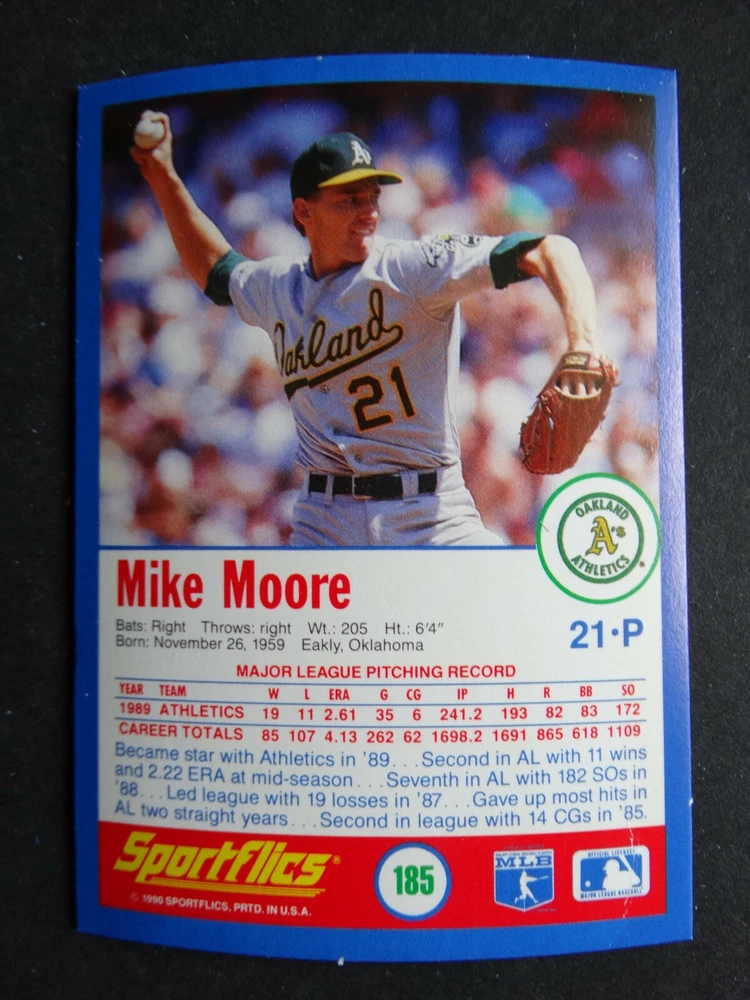 A's
Oakland
21
OAKLAND
A's
ATHLETICS
Mike Moore
Bats: Right Throws: right Wt.: 205 Ht.: 6'4"
Born: November 26, 1959 Eakly, Oklahoma
21·P
MAJOR LEAGUE PITCHING RECORD
YEAR TEAM W L ERA G CG IP H R BB SO
1989 ATHLETICS 19 11 2.61 35 6 241.2 193 82 83 172
CAREER TOTALS 85 107 4.13 262 62 1698.2 1691 865 618 1109
Became star with Athletics in '89...Second in AL with 11 wins
and 2.22 ERA at mid-season...Seventh in AL with 182 SOs in
'88...Led league with 19 losses in '87...Gave up most hits in
AL two straight years...Second in league with 14 CGs in '85.
Sportflics®
© 1990 SPORTFLICS, PRTD. IN U.S.A.
185
MLB
OFFICIAL LICENSEE
MAJOR LEAGUE BASEBALL